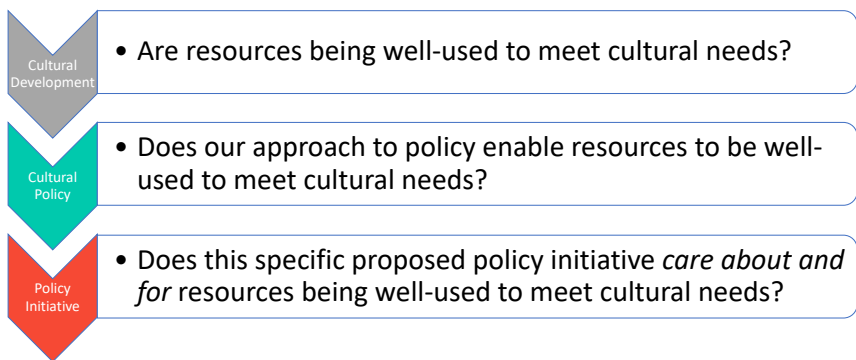 Cultural
Development
• Are resources being well-used to meet cultural needs?
Cultural
Policy
• Does our approach to policy enable resources to be well-
used to meet cultural needs?
Policy
Initiative
• Does this specific proposed policy initiative care about and
for resources being well-used to meet cultural needs?